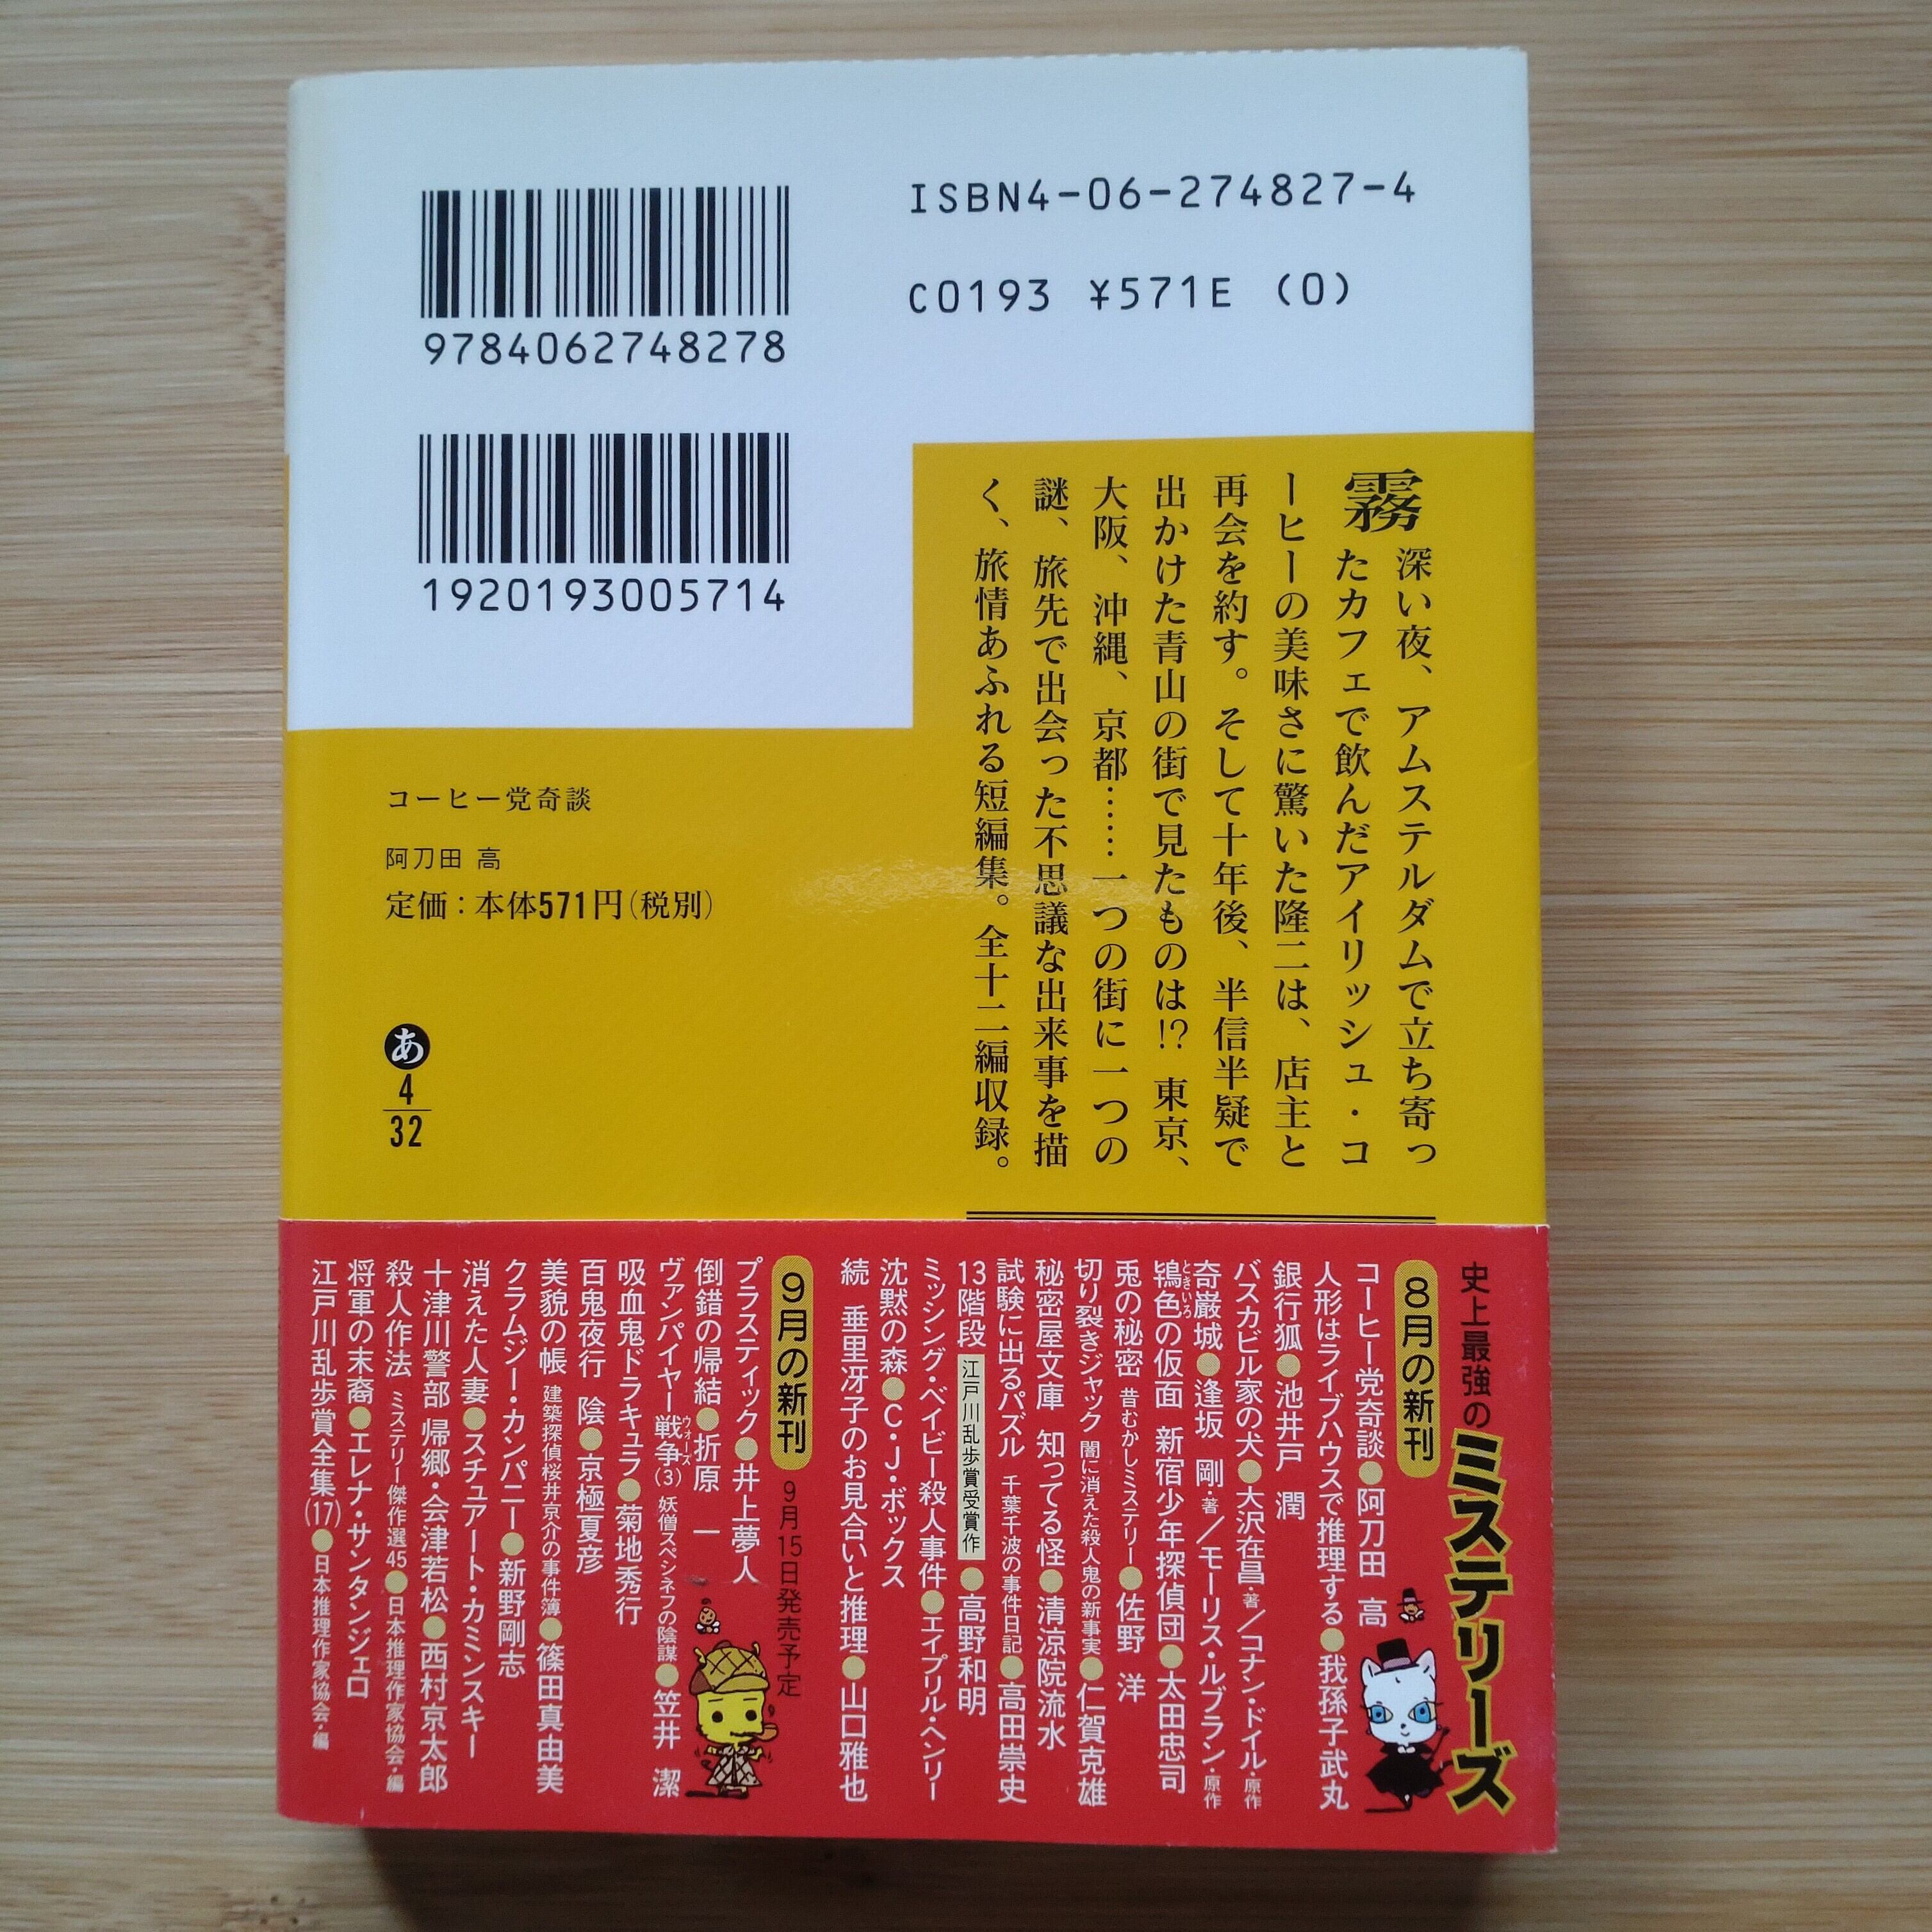 ISBN4-06-274827-4
C0193 ¥571E (0)
9784062748278
1920193005714
霧深い夜、アムステルダムで立ち寄っ
たカフェで飲んだアイリッシュ・コ
ーヒーの美味さに驚いた隆二は、店主と
再会を約す。そして十年後、半信半疑で
出かけた青山の街で見たものは!? 東京、
大阪、沖縄、京都……一つの街に一つの
謎、旅先で出会った不思議な出来事を描
く、旅情あふれる短編集。全十二編収録。
コーヒー党奇談
阿刀田 高
定価:本体571円(税別)
あ
4
32
史上最強のミステリーズ
8月の新刊
コーヒー党奇談●阿刀田 高
人形はライブハウスで推理する●我孫子武丸
銀行狐●池井戸 潤
バスカビル家の犬●大沢在昌・著/コナン・ドイル・原作
奇巌城●逢坂 剛・著/モーリス・ルブラン・原作
鴇色の仮面 新宿少年探偵団●太田忠司
ときいろ
兎の秘密 昔むかしミステリー●佐野 洋
切り裂きジャック 闇に消えた殺人鬼の新事実●仁賀克雄
秘密屋文庫 知ってる怪●清涼院流水
試験に出るパズル 千葉千波の事件日記●高田崇史
13階段 江戸川乱歩賞受賞作●高野和明
ミッシング・ベイビー殺人事件●エイプリル・ヘンリー
沈黙の森●C・J・ボックス
続 垂里冴子のお見合いと推理●山口雅也
9月の新刊 9月15日発売予定
プラスティック●井上夢人
倒錯の帰結●折原 一
ヴァンパイヤー戦争(3) 妖僧スペシネフの陰謀●笠井 潔
ウォーズ
吸血鬼ドラキュラ●菊地秀行
百鬼夜行 陰●京極夏彦
美貌の帳 建築探偵桜井京介の事件簿●篠田真由美
クラムジー・カンパニー●新野剛志
消えた人妻●スチュアート・カミンスキー
十津川警部 帰郷・会津若松●西村京太郎
殺人作法 ミステリー傑作選45●日本推理作家協会・編
将軍の末裔●エレナ・サンタンジェロ
江戸川乱歩賞全集(17)●日本推理作家協会・編